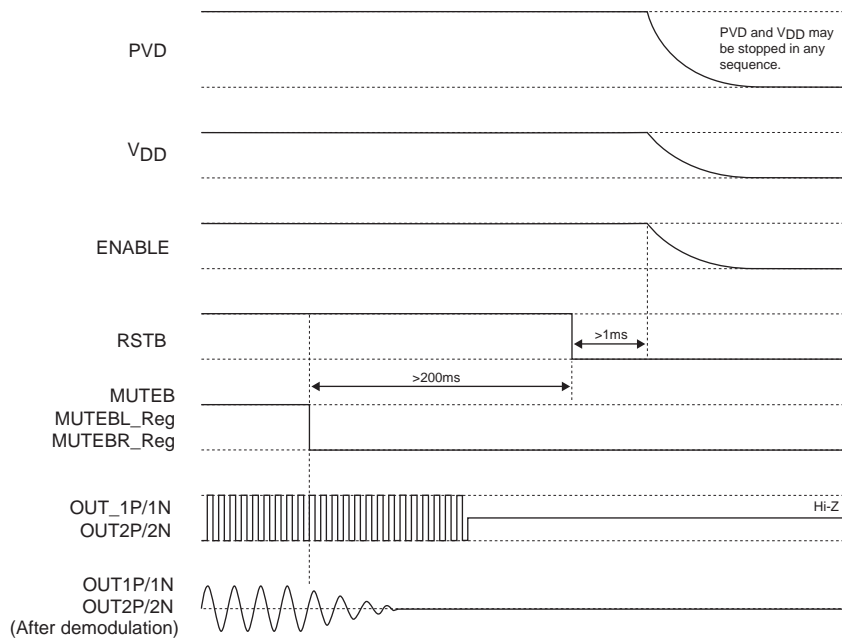 PVD
PVD and VDD may
be stopped in any
sequence.
VDD
ENABLE
RSTB
>1ms
>200ms
MUTEB
MUTEBL_Reg
MUTEBR_Reg
OUT_1P/1N
OUT2P/2N
Hi-Z
OUT1P/1N
OUT2P/2N
(After demodulation)